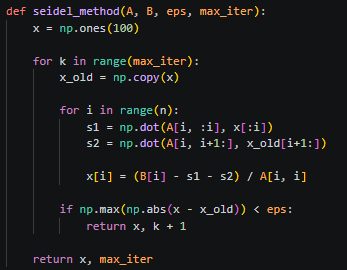 def seidel_method(A, B, eps, max_iter):
    x = np.ones(100)
    for k in range(max_iter):
        x_old = np.copy(x)
        for i in range(n):
            s1 = np.dot(A[i, :i], x[:i])
            s2 = np.dot(A[i, i+1:], x_old[i+1:])
            x[i] = (B[i] - s1 - s2) / A[i, i]
        if np.max(np.abs(x - x_old)) < eps:
            return x, k + 1
    return x, max_iter